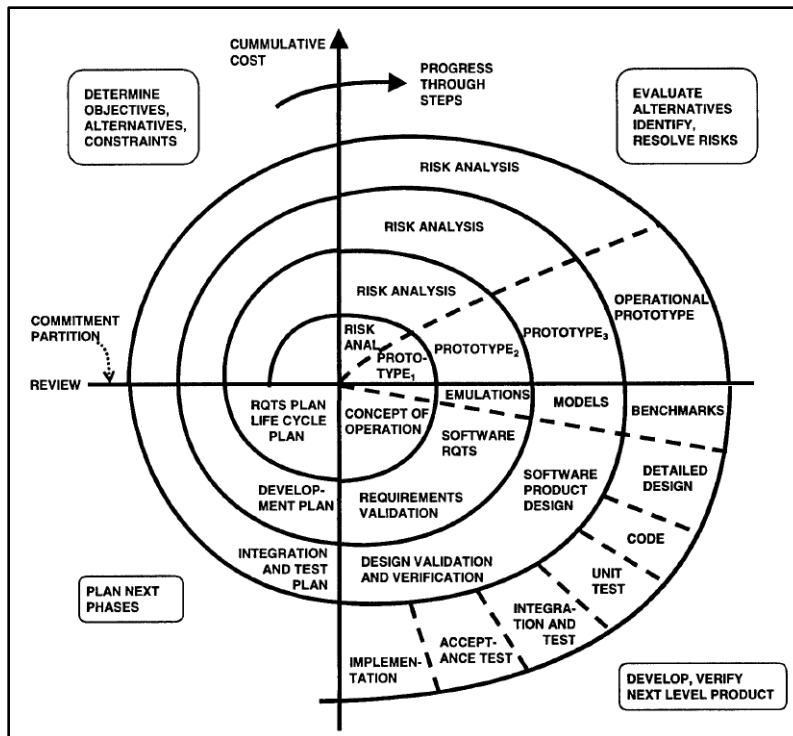 CUMMULATIVE
COST
PROGRESS
THROUGH
STEPS
DETERMINE
OBJECTIVES,
ALTERNATIVES,
CONSTRAINTS
EVALUATE
ALTERNATIVES
IDENTIFY,
RESOLVE RISKS
RISK ANALYSIS
RISK ANALYSIS
RISK ANALYSIS
RISK
ANAL.
PROTO-
TYPE1
PROTOTYPE2
PROTOTYPE3
OPERATIONAL
PROTOTYPE
COMMITMENT
PARTITION
REVIEW
RQTS PLAN
LIFE CYCLE
PLAN
CONCEPT OF
OPERATION
EMULATIONS
MODELS
BENCHMARKS
SOFTWARE
RQTS
SOFTWARE
PRODUCT
DESIGN
DETAILED
DESIGN
DEVELOP-
MENT PLAN
REQUIREMENTS
VALIDATION
CODE
UNIT
TEST
INTEGRATION
AND TEST
PLAN
DESIGN VALIDATION
AND VERIFICATION
INTEGRA-
TION AND
TEST
ACCEPT-
ANCE TEST
IMPLEMEN-
TATION
PLAN NEXT
PHASES
DEVELOP, VERIFY
NEXT LEVEL PRODUCT